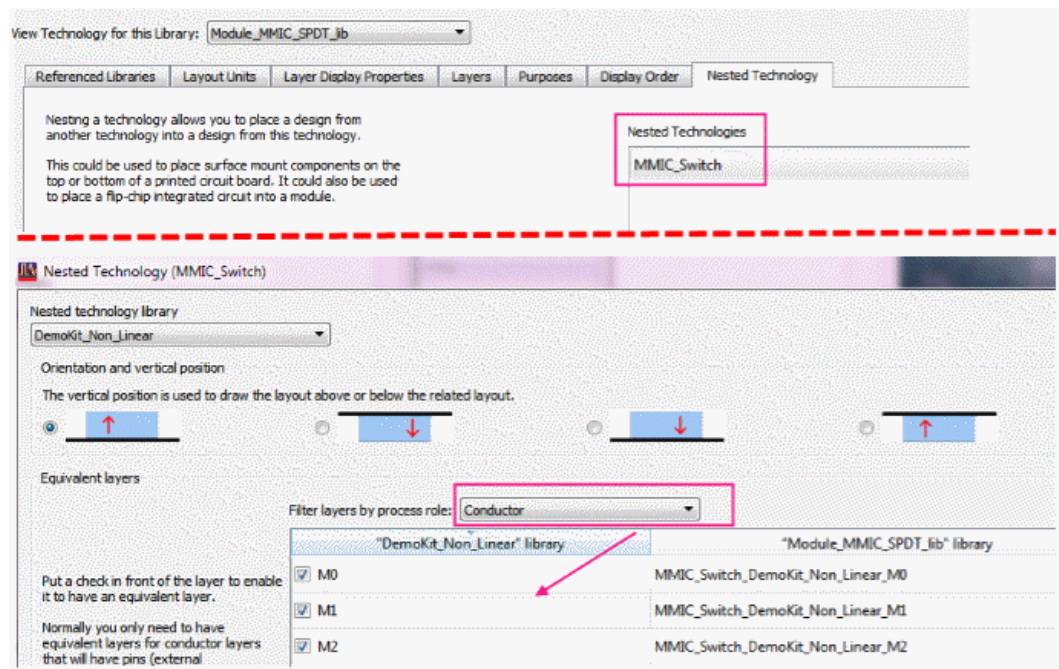 View Technology for this Library: Module_MMIC_SPDT_lib
Referenced Libraries Layout Units Layer Display Properties Layers Purposes Display Order Nested Technology
Nesting a technology allows you to place a design from
another technology into a design from this technology.
This could be used to place surface mount components on the
top or bottom of a printed circuit board. It could also be used
to place a flip-chip integrated circuit into a module.
Nested Technologies
MMIC_Switch
Nested Technology (MMIC_Switch)
Nested technology library
DemoKit_Non_Linear
Orientation and vertical position
The vertical position is used to draw the layout above or below the related layout.
Equivalent layers
Filter layers by process role: Conductor
"DemoKit_Non_Linear" library "Module_MMIC_SPDT_lib" library
Put a check in front of the layer to enable
it to have an equivalent layer.
Normally you only need to have
equivalent layers for conductor layers
that will have pins (external
M0 MMIC_Switch_DemoKit_Non_Linear_M0
M1 MMIC_Switch_DemoKit_Non_Linear_M1
M2 MMIC_Switch_DemoKit_Non_Linear_M2